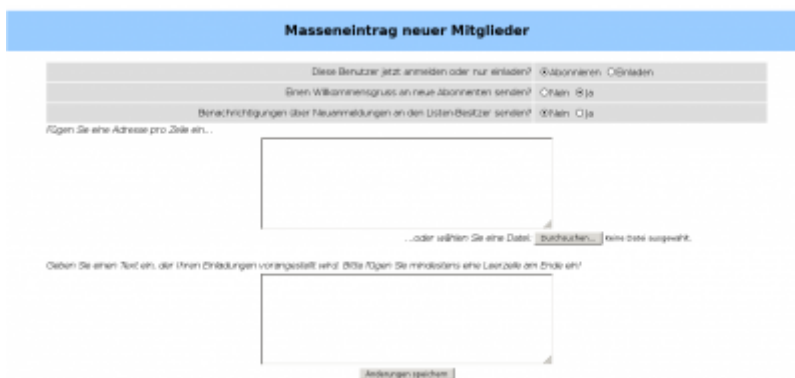 Masseneintrag neuer Mitglieder
Diese Benutzer jetzt anmelden oder nur einladen? Abonnieren Einladen
Einen Willkommensgruss an neue Abonnenten senden? Nein Ja
Benachrichtigungen über Neuanmeldungen an den Listen-Besitzer senden? Nein Ja
Fügen Sie eine Adresse pro Zeile ein...
...oder wählen Sie eine Datei: Durchsuchen... Keine Datei ausgewählt.
Geben Sie einen Text ein, der Ihren Einladungen vorangestellt wird. Bitte fügen Sie mindestens eine Leerzeile am Ende ein!
Änderungen speichern